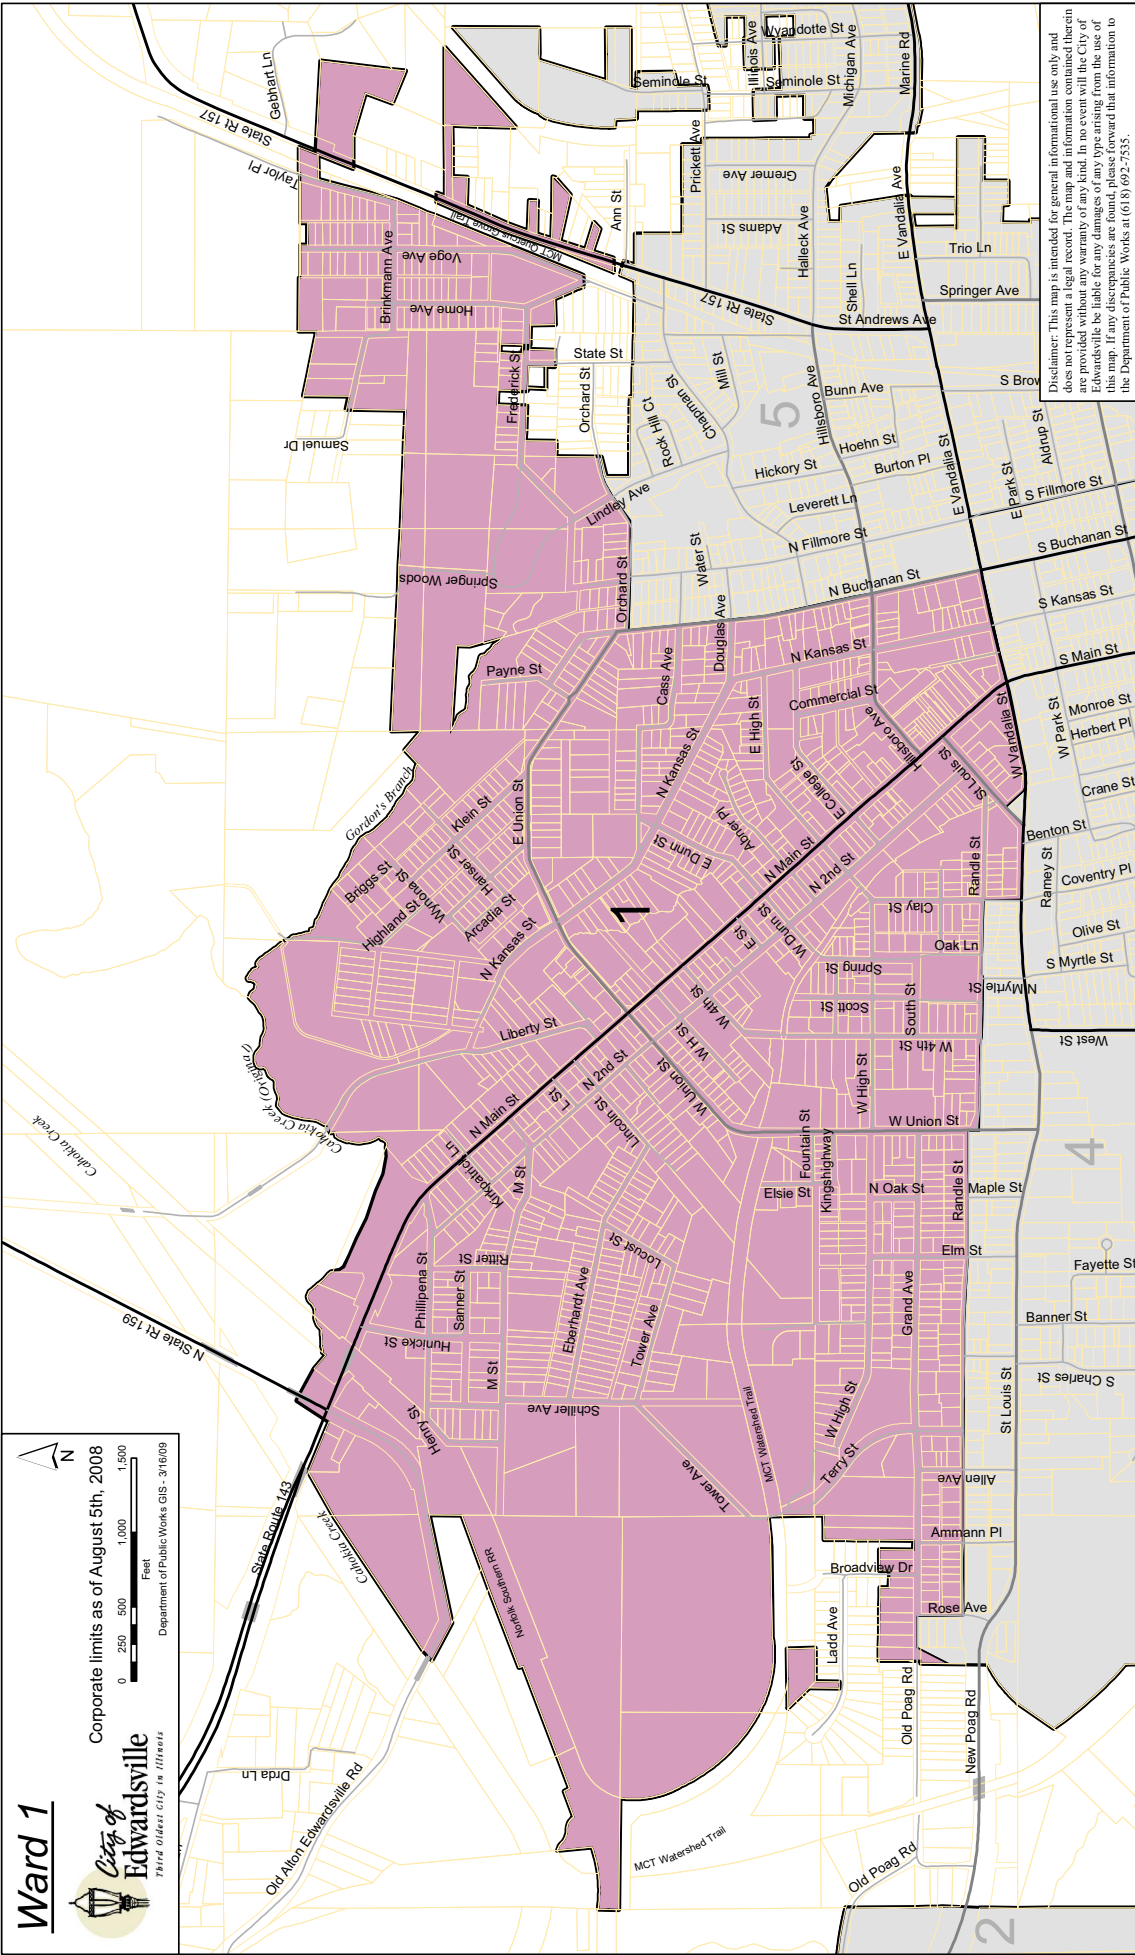 Ward 1
City of
Edwardsville
Third Oldest City in Illinois
Corporate limits as of August 5th, 2008
0 250 500 1,000 1,500
Feet
Department of Public Works GIS - 3/16/09
N
Disclaimer: This map is intended for general informational use only and
does not represent a legal record. The map and information contained therein
are provided without any warranty of any kind. In no event will the City of
Edwardsville be liable for any damages of any type arising from the use of
this map. If any discrepancies are found, please forward that information to
the Department of Public Works at (618) 692-7535.
Drda Ln
Old Alton Edwardsville Rd
State Route 143
N State Rt 159
Cahokia Creek
Cahokia Creek
Cahokia Creek (Original)
Cahokia Creek
Gordon's Branch
Samuel Dr
Gebhart Ln
State Rt 157
Taylor Pl
Brinkmann Ave
Voge Ave
Home Ave
MCT Quercus Grove Trail
Frederick St
State St
Orchard St
Ann St
Springer Woods
Lindley Ave
Orchard St
Payne St
Klein St
E Union St
Briggs St
Wynona St
Hanser St
Highland St
Arcadia St
N Kansas St
Liberty St
N Main St
Kirkpatrick Ln
L St
N 2nd St
Lincoln St
M St
W Union St
W H St
W 4th St
Phillipena St
Sanner St
Ritter St
Hunicke St
M St
Henry St
Schiller Ave
Eberhardt Ave
Tower Ave
Locust St
Tower Ave
Norfolk Southern RR
MCT Watershed Trail
MCT Watershed Trail
1
Cass Ave
Douglas Ave
N Kansas St
E High St
N Kansas St
Commercial St
Hillsboro Ave
E College St
Abner Pl
E Dunn St
N Main St
N 2nd St
E St
W Dunn St
St Louis St
W Vandalia St
Randle St
Clay St
Oak Ln
Spring St
Scott St
South St
W 4th St
N Myrtle St
W High St
W Union St
Fountain St
Kingshighway
Elsie St
N Oak St
Randle St
Maple St
Elm St
Grand Ave
W High St
Terry St
Allen Ave
Ammann Pl
Broadview Dr
Rose Ave
Ladd Ave
Old Poag Rd
New Poag Rd
Old Poag Rd
2
4
5
St Louis St
S Charles St
Banner St
Fayette St
West St
S Myrtle St
Olive St
Coventry Pl
Ramey St
Benton St
Crane St
Herbert Pl
Monroe St
W Park St
S Main St
S Kansas St
S Buchanan St
S Fillmore St
E Park St
Aldrup St
S Brow
N Buchanan St
N Fillmore St
E Vandalia St
Water St
Leverett Ln
Hickory St
Burton Pl
Hoehn St
Bunn Ave
Hillsboro Ave
Rock Hill Ct
Chapman St
Mill St
State Rt 157
St Andrews Ave
Springer Ave
Trio Ln
Shell Ln
Halleck Ave
E Vandalia Ave
Adams St
Gremer Ave
Prickett Ave
Seminole St
Seminole St
Illinois Ave
Wyandotte St
Michigan Ave
Marine Rd